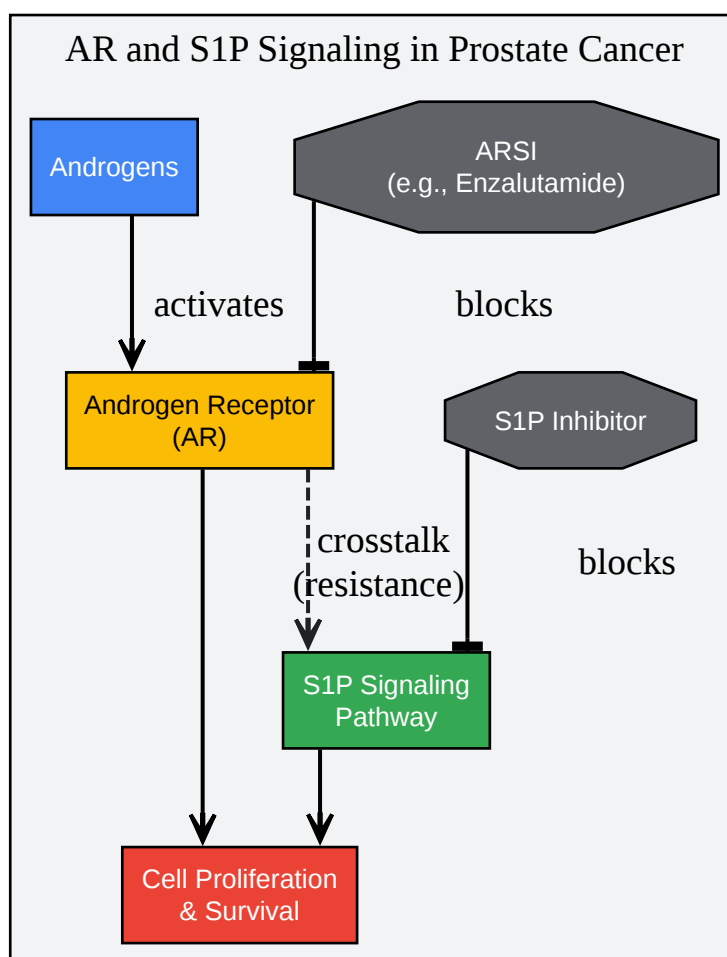 AR and S1P Signaling in Prostate Cancer
Androgens
ARSI
(e.g., Enzalutamide)
activates
blocks
Androgen Receptor
(AR)
S1P Inhibitor
crosstalk
(resistance)
blocks
S1P Signaling
Pathway
Cell Proliferation
& Survival